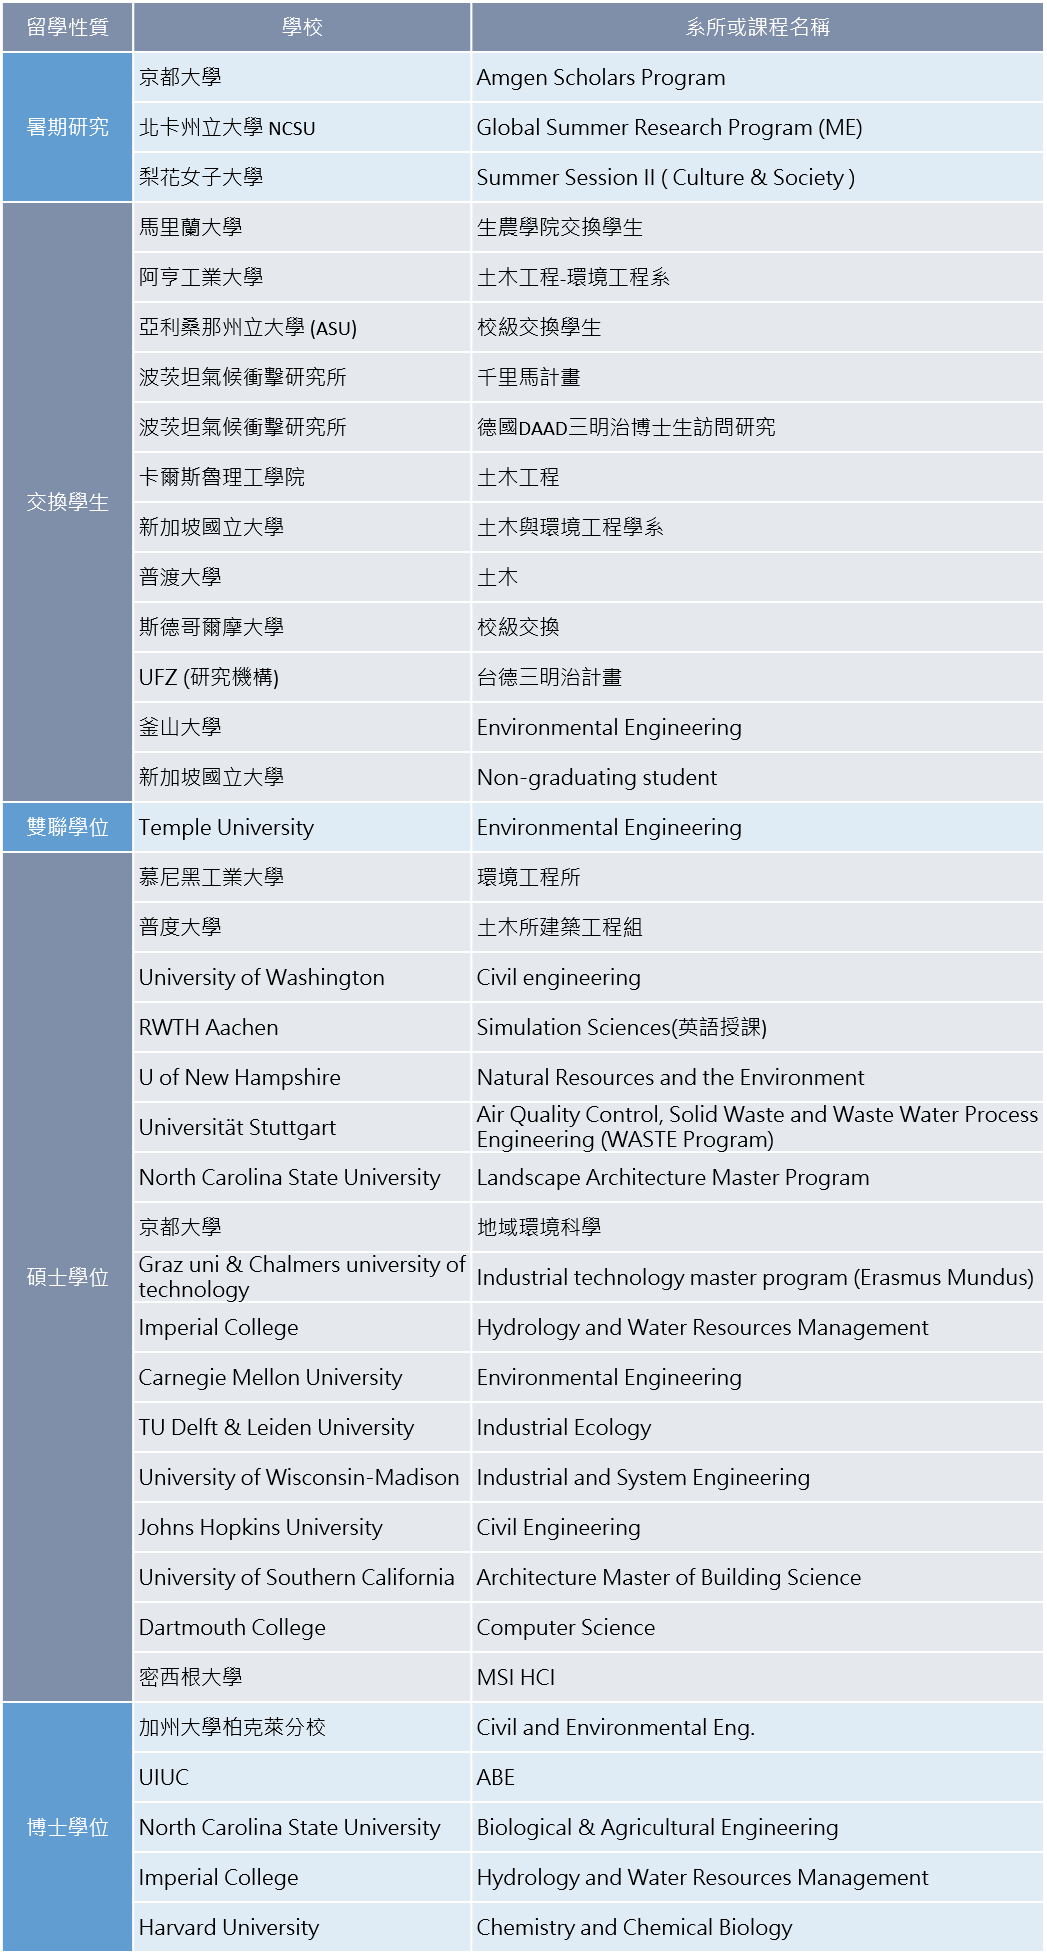 留學性質 學校 系所或課程名稱
暑期研究
京都大學 Amgen Scholars Program
北卡州立大學 NCSU Global Summer Research Program (ME)
梨花女子大學 Summer Session II ( Culture & Society )
交換學生
馬里蘭大學 生農學院交換學生
阿亨工業大學 土木工程-環境工程系
亞利桑那州立大學 (ASU) 校級交換學生
波茨坦氣候衝擊研究所 千里馬計畫
波茨坦氣候衝擊研究所 德國DAAD三明治博士生訪問研究
卡爾斯魯理工學院 土木工程
新加坡國立大學 土木與環境工程學系
普渡大學 土木
斯德哥爾摩大學 校級交換
UFZ (研究機構) 台德三明治計畫
釜山大學 Environmental Engineering
新加坡國立大學 Non-graduating student
雙聯學位 Temple University Environmental Engineering
碩士學位
慕尼黑工業大學 環境工程所
普度大學 土木所建築工程組
University of Washington Civil engineering
RWTH Aachen Simulation Sciences(英語授課)
U of New Hampshire Natural Resources and the Environment
Universität Stuttgart Air Quality Control, Solid Waste and Waste Water Process
Engineering (WASTE Program)
North Carolina State University Landscape Architecture Master Program
京都大學 地域環境科學
Graz uni & Chalmers university of
technology Industrial technology master program (Erasmus Mundus)
Imperial College Hydrology and Water Resources Management
Carnegie Mellon University Environmental Engineering
TU Delft & Leiden University Industrial Ecology
University of Wisconsin-Madison Industrial and System Engineering
Johns Hopkins University Civil Engineering
University of Southern California Architecture Master of Building Science
Dartmouth College Computer Science
密西根大學 MSI HCI
博士學位
加州大學柏克萊分校 Civil and Environmental Eng.
UIUC ABE
North Carolina State University Biological & Agricultural Engineering
Imperial College Hydrology and Water Resources Management
Harvard University Chemistry and Chemical Biology